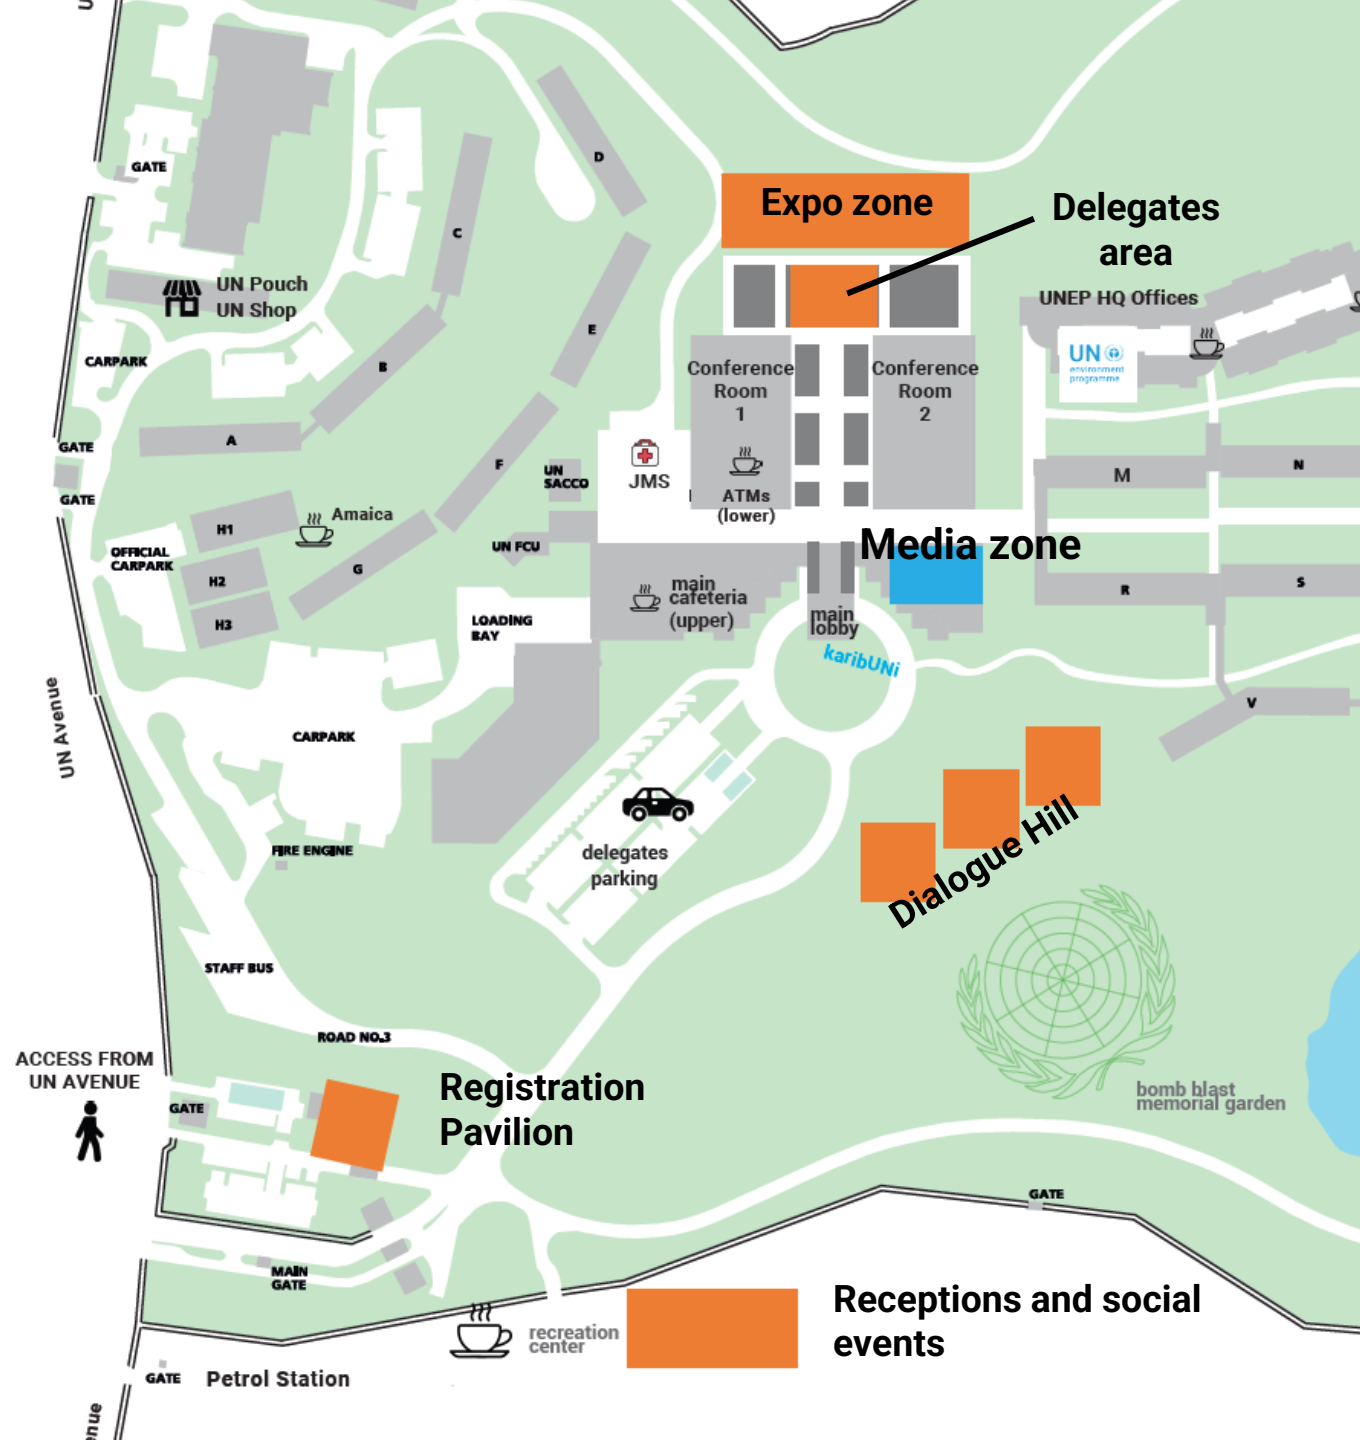 U
GATE
D
C
Expo zone
Delegates
area
UN Pouch
UN Shop
UNEP HQ Offices
CARPARK
B
E
UN
environment
programme
Conference
Room
1
Conference
Room
2
A
GATE
GATE
F
UN
SACCO
JMS
ATMs
(lower)
M
N
H1
Amaica
OFFICIAL
CARPARK
H2
G
UN FCU
Media zone
H3
LOADING
BAY
main
cafeteria
(upper)
main
lobby
karibUNi
R
S
V
UN Avenue
CARPARK
FIRE ENGINE
delegates
parking
Dialogue Hill
STAFF BUS
ROAD NO.3
ACCESS FROM
UN AVENUE
GATE
Registration
Pavilion
bomb blast
memorial garden
GATE
MAIN
GATE
recreation
center
Receptions and social
events
GATE
Petrol Station
enue